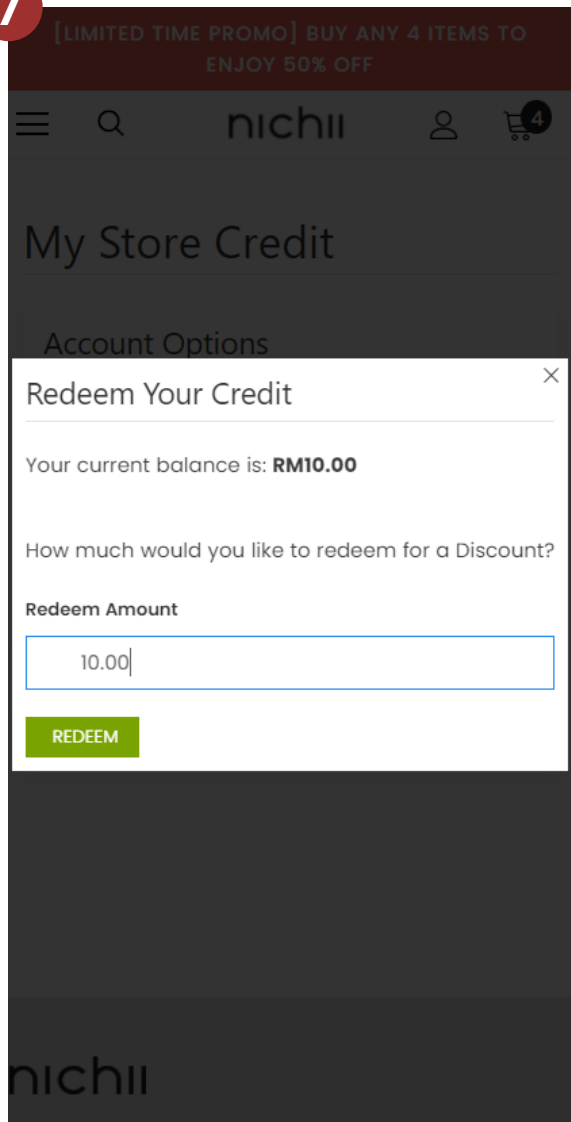 7
[LIMITED TIME PROMO] BUY ANY 4 ITEMS TO
ENJOY 50% OFF
nichii
4
My Store Credit
Account Options
Redeem Your Credit
Your current balance is: RM10.00
How much would you like to redeem for a Discount?
Redeem Amount
10.00
REDEEM
nichii